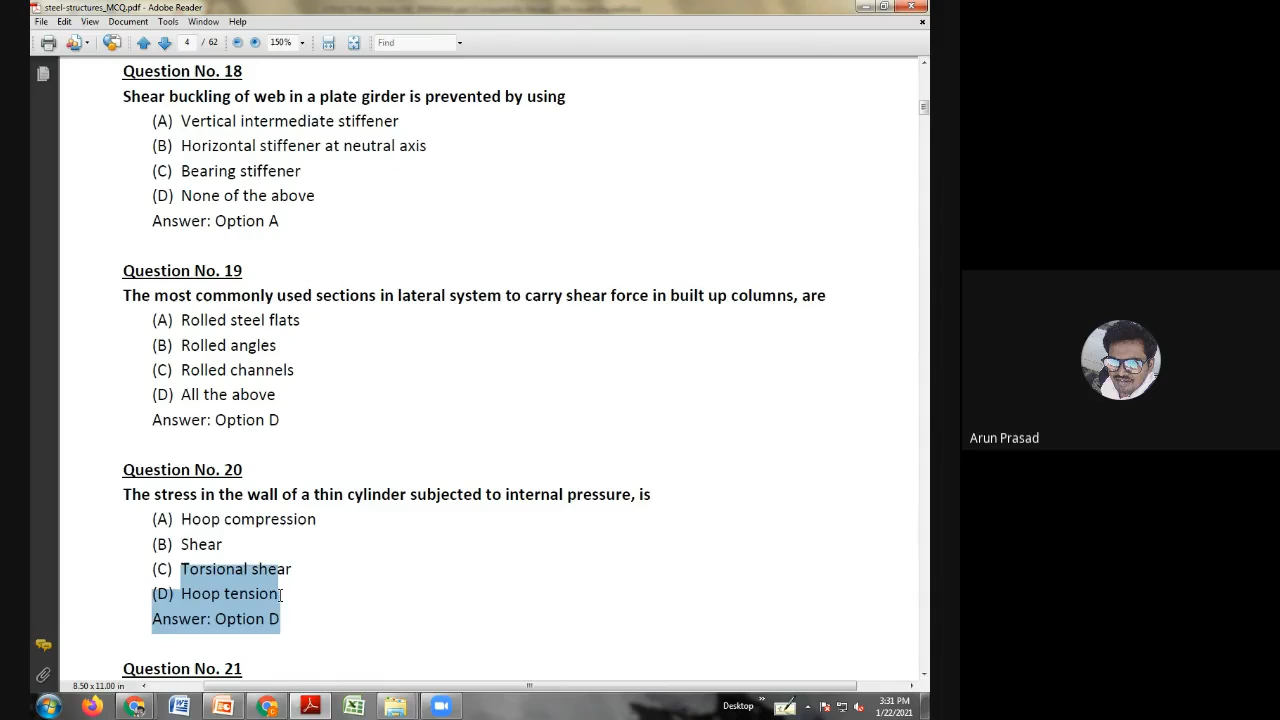 steel-structures_MCQ.pdf - Adobe Reader
File Edit View Document Tools Window Help
4 / 62 150% Find
Question No. 18
Shear buckling of web in a plate girder is prevented by using
(A) Vertical intermediate stiffener
(B) Horizontal stiffener at neutral axis
(C) Bearing stiffener
(D) None of the above
Answer: Option A
Question No. 19
The most commonly used sections in lateral system to carry shear force in built up columns, are
(A) Rolled steel flats
(B) Rolled angles
(C) Rolled channels
(D) All the above
Answer: Option D
Arun Prasad
Question No. 20
The stress in the wall of a thin cylinder subjected to internal pressure, is
(A) Hoop compression
(B) Shear
(C) Torsional shear
(D) Hoop tension
Answer: Option D
Question No. 21
8.50 x 11.00 in
Desktop
3:31 PM
1/22/2021